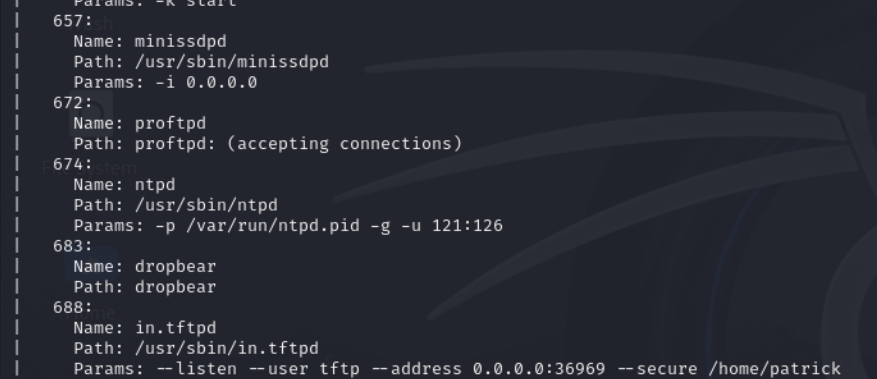 |       Params: -k start
|     657:
|       Name: minissdpd
|       Path: /usr/sbin/minissdpd
|       Params: -i 0.0.0.0
|     672:
|       Name: proftpd
|       Path: proftpd: (accepting connections)
|     674:
|       Name: ntpd
|       Path: /usr/sbin/ntpd
|       Params: -p /var/run/ntpd.pid -g -u 121:126
|     683:
|       Name: dropbear
|       Path: dropbear
|     688:
|       Name: in.tftpd
|       Path: /usr/sbin/in.tftpd
|       Params: --listen --user tftp --address 0.0.0.0:36969 --secure /home/patrick